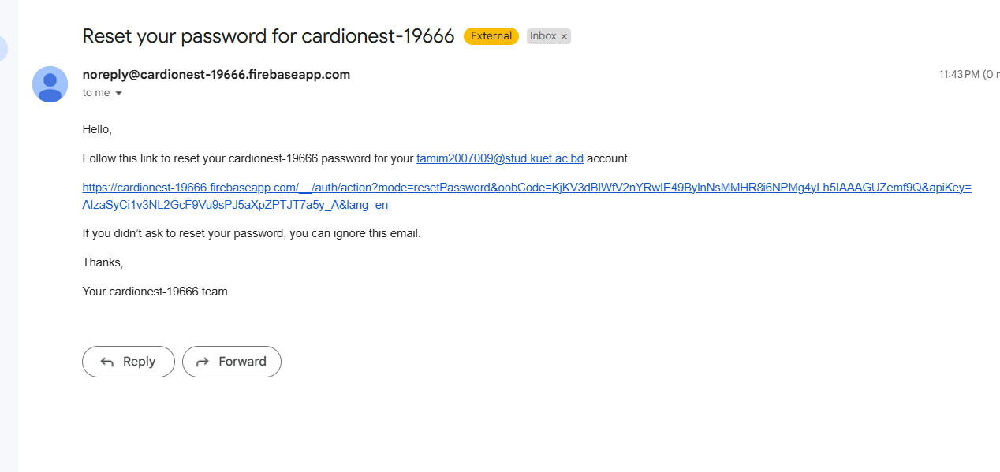 Reset your password for cardionest-19666 External Inbox ×
noreply@cardionest-19666.firebaseapp.com 11:43 PM (0
to me
Hello,
Follow this link to reset your cardionest-19666 password for your tamim2007009@stud.kuet.ac.bd account.
https://cardionest-19666.firebaseapp.com/__/auth/action?mode=resetPassword&oobCode=KjKV3dBlWfV2nYRwIE49ByInNsMMHR8i6NPMg4yLh5IAAAGUZemf9Q&apiKey=
AIzaSyCi1v3NL2GcF9Vu9sPJ5aXpZPTJT7a5y_A&lang=en
If you didn’t ask to reset your password, you can ignore this email.
Thanks,
Your cardionest-19666 team
Reply Forward